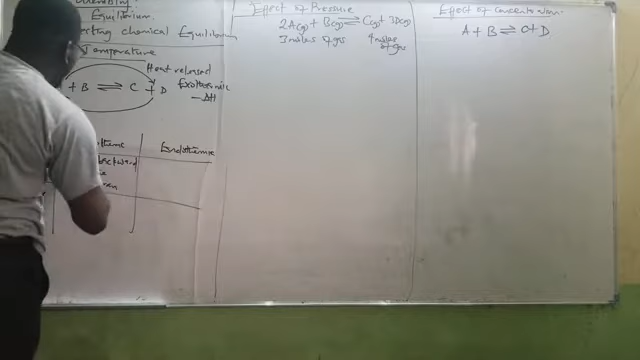 Equilibrium.
chemical Equilibrium
Temperature
Heat released
+ B ⇌ C + D Exothermic
-ΔH
Endothermic
backward
Effect of Pressure
2A(g) + B(g) ⇌ C(g) + 3D(g)
3 moles of gas 4 moles
of gas
Effect of Concentration
A + B ⇌ C + D